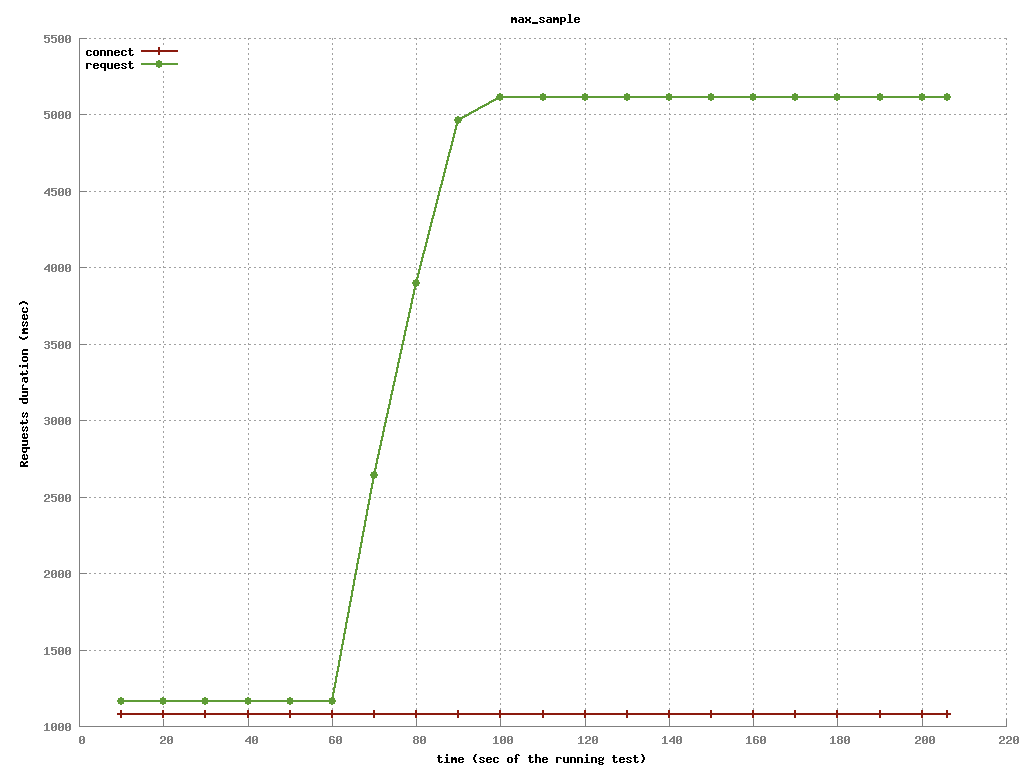 max_sample
5500
connect
request
5000
4500
4000
3500
Requests duration (msec)
3000
2500
2000
1500
1000
0 20 40 60 80 100 120 140 160 180 200 220
time (sec of the running test)